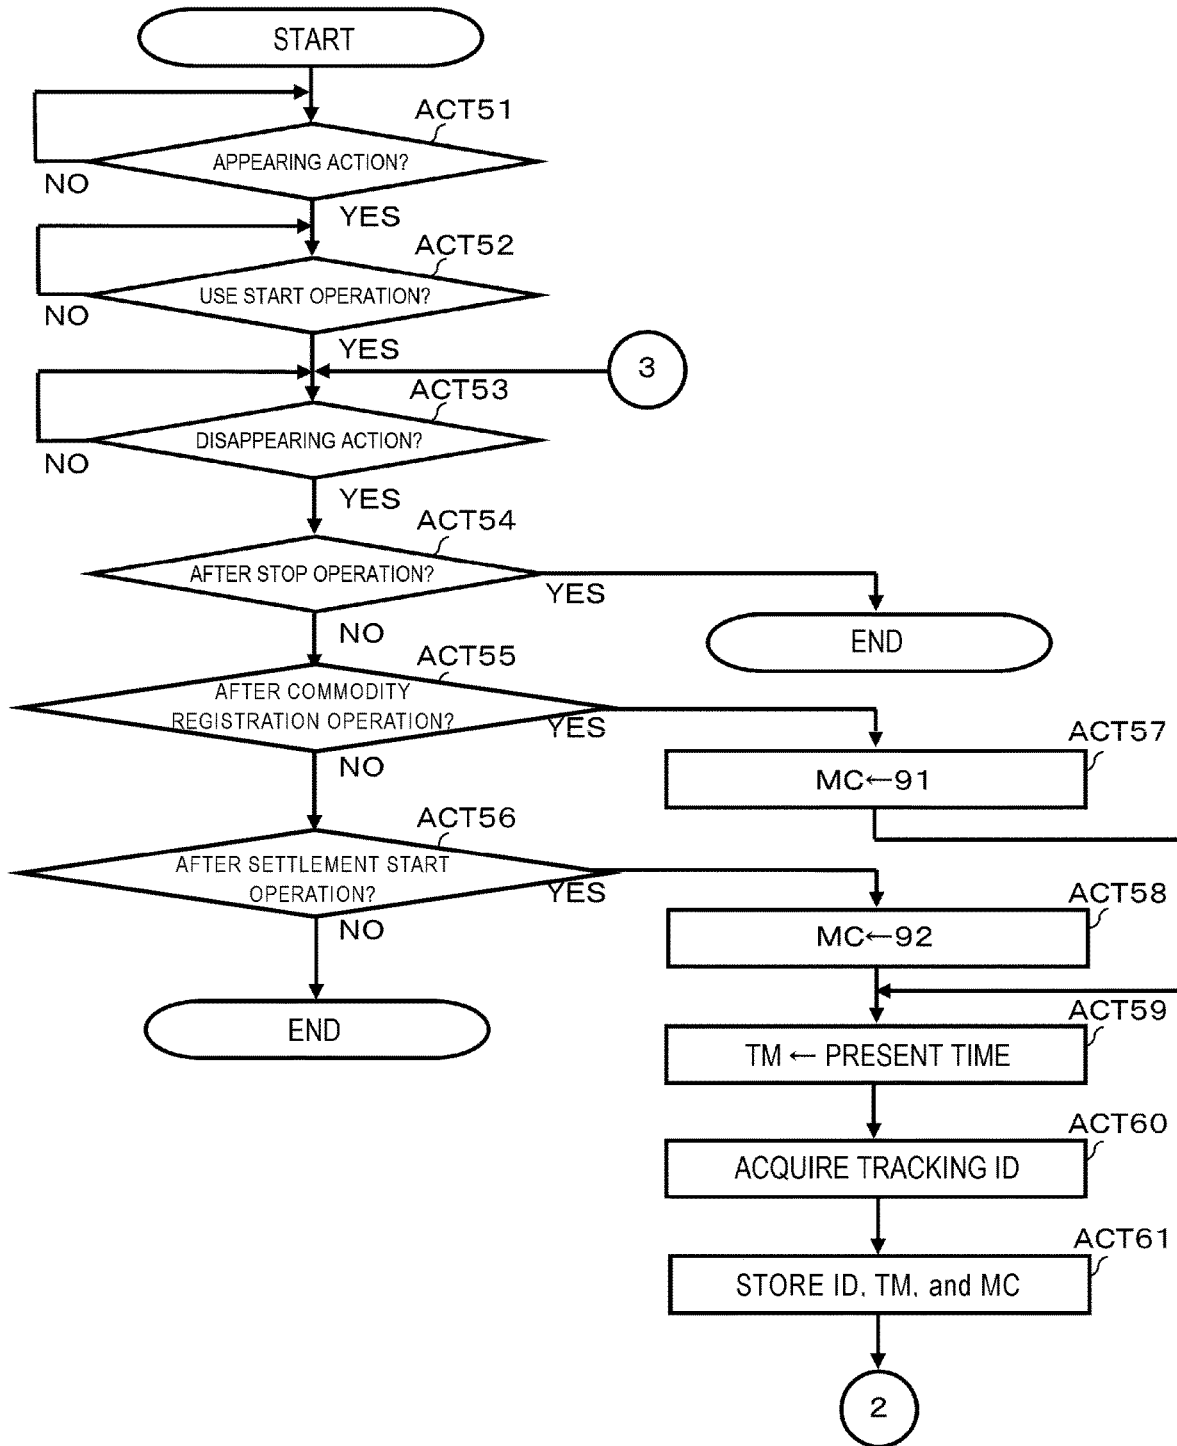 START
ACT51
APPEARING ACTION?
NO
YES
ACT52
USE START OPERATION?
NO
YES
3
ACT53
DISAPPEARING ACTION?
NO
YES
ACT54
AFTER STOP OPERATION?
YES
NO
END
ACT55
AFTER COMMODITY
REGISTRATION OPERATION?
YES
NO
ACT57
MC←91
ACT56
AFTER SETTLEMENT START
OPERATION?
YES
NO
ACT58
MC←92
END
ACT59
TM ← PRESENT TIME
ACT60
ACQUIRE TRACKING ID
ACT61
STORE ID, TM, and MC
2